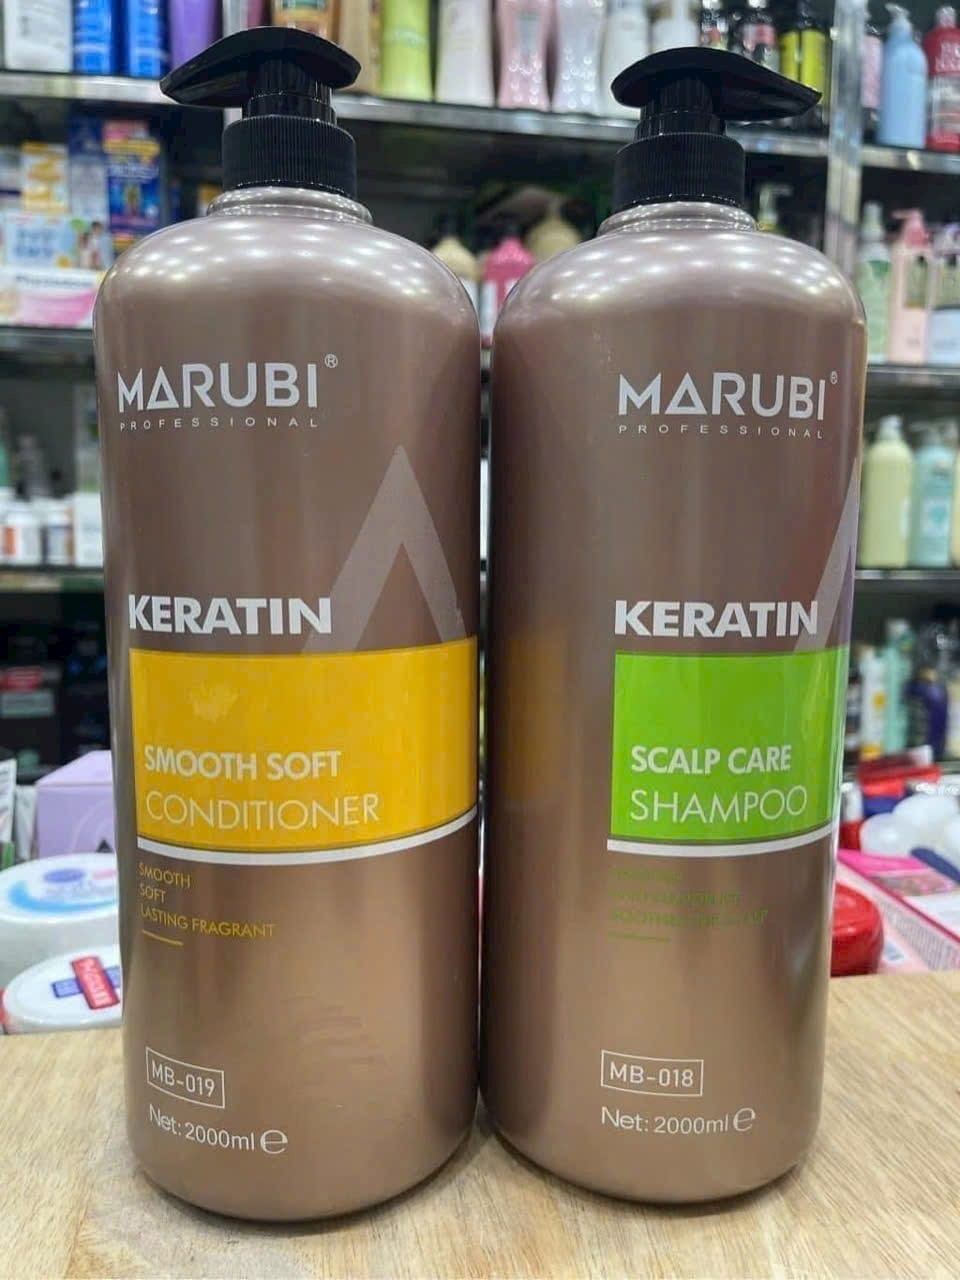 MARUBI®
PROFESSIONAL
KERATIN
SMOOTH SOFT
CONDITIONER
SMOOTH
SOFT
LASTING FRAGRANT
MB-019
Net: 2000ml e
MARUBI®
PROFESSIONAL
KERATIN
SCALP CARE
SHAMPOO
MB-018
Net: 2000ml e